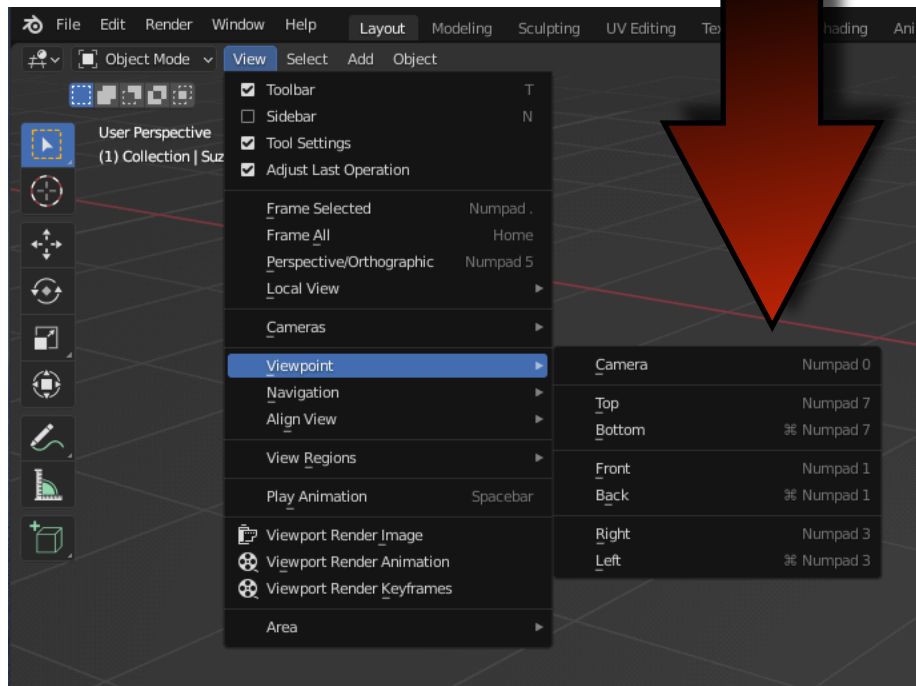 File Edit Render Window Help Layout Modeling Sculpting UV Editing
Object Mode View Select Add Object
Toolbar T
Sidebar N
User Perspective
Tool Settings
(1) Collection | Suz
Adjust Last Operation
Frame Selected Numpad .
Frame All Home
Perspective/Orthographic Numpad 5
Local View
Cameras
Viewpoint
Navigation
Align View
View Regions
Play Animation Spacebar
Viewport Render Image
Viewport Render Animation
Viewport Render Keyframes
Area
Camera Numpad 0
Top Numpad 7
Bottom ⌘ Numpad 7
Front Numpad 1
Back ⌘ Numpad 1
Right Numpad 3
Left ⌘ Numpad 3